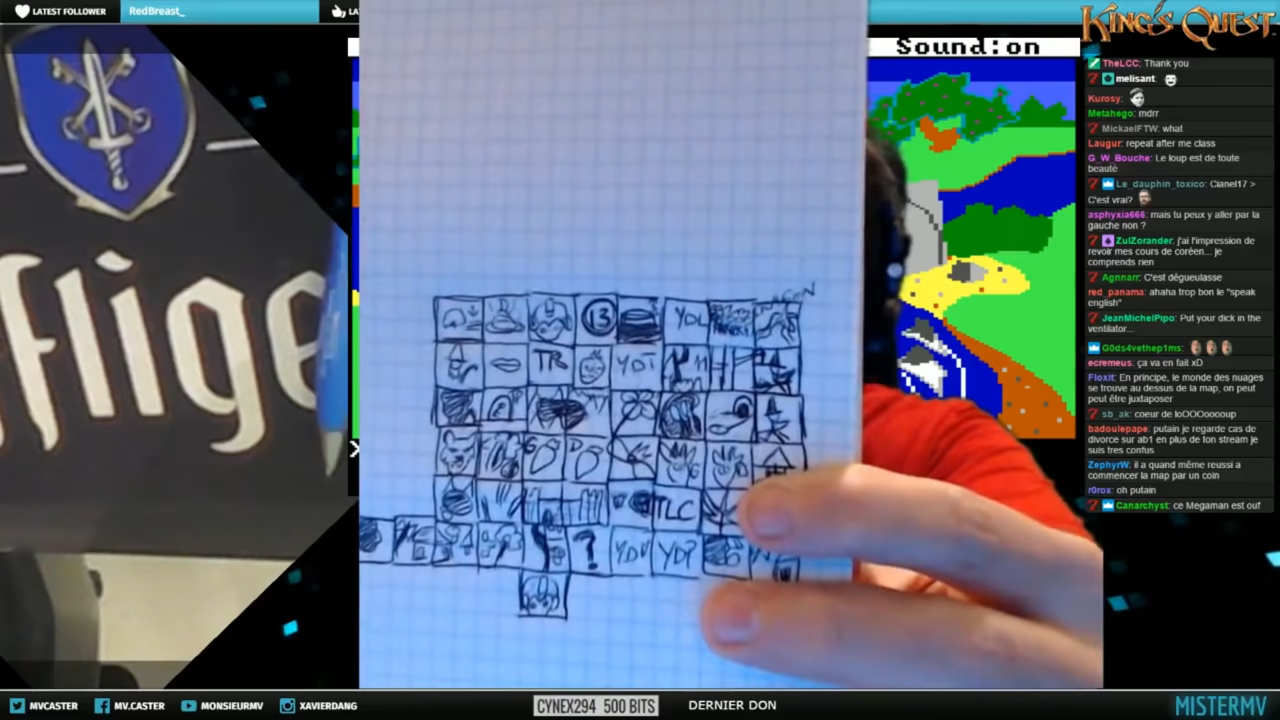 LATEST FOLLOWER
RedBreast_
LA
Sound:on
KING'S QUEST
fflige
TheLCC: Thank you
melisant:
Kurosy:
Metahego: mdrr
MickaelFTW: what
Laugur: repeat after me class
G_W_Bouche: Le loup est de toute
beauté
Le_dauphin_toxico: Cianel17 >
C'est vrai?
asphyxia666: mais tu peux y aller par la
gauche non ?
ZulZorander: j'ai l'impression de
revoir mes cours de coréen... je
comprends rien
Agnnarr: C'est dégueulasse
red_panama: ahaha trop bon le "speak
english"
JeanMichelPipo: Put your dick in the
ventilator...
G0ds4vethep1ms:
ecremeus: ça va en fait xD
Floxit: En principe, le monde des nuages
se trouve au dessus de la map, on peut
peut être juxtaposer
sb_ak: coeur de loOOOooooup
badoulepape: putain je regarde cas de
divorce sur ab1 en plus de ton stream je
suis tres confus
ZephyrW: il a quand même reussi a
commencer la map par un coin
r0rox: oh putain
Canarchyst: ce Megaman est ouf
13
YOL
TR
YOT
TLC
?
YD?
MVCASTER
MV.CASTER
MONSIEURMV
XAVIERDANG
CYNEX294 500 BITS
DERNIER DON
MISTERMV